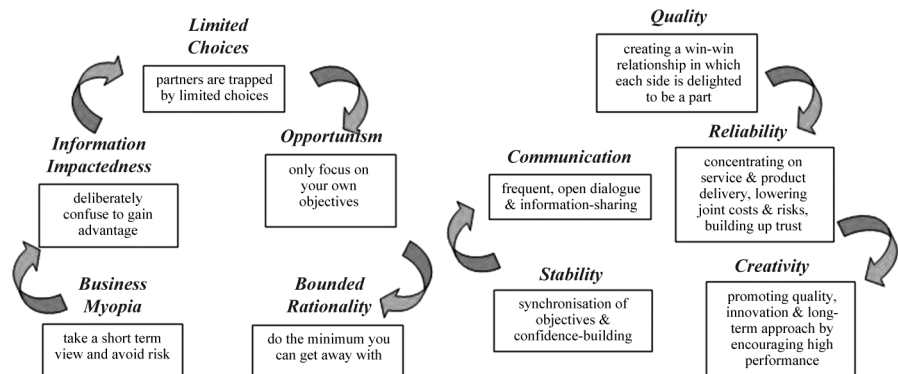 Limited
Choices
partners are trapped
by limited choices
Opportunism
only focus on
your own
objectives
Information
Impactedness
deliberately
confuse to gain
advantage
Business
Myopia
take a short term
view and avoid risk
Bounded
Rationality
do the minimum you
can get away with
Quality
creating a win-win
relationship in which
each side is delighted
to be a part
Reliability
concentrating on
service & product
delivery, lowering
joint costs & risks,
building up trust
Communication
frequent, open dialogue
& information-sharing
Stability
synchronisation of
objectives &
confidence-building
Creativity
promoting quality,
innovation & long-
term approach by
encouraging high
performance